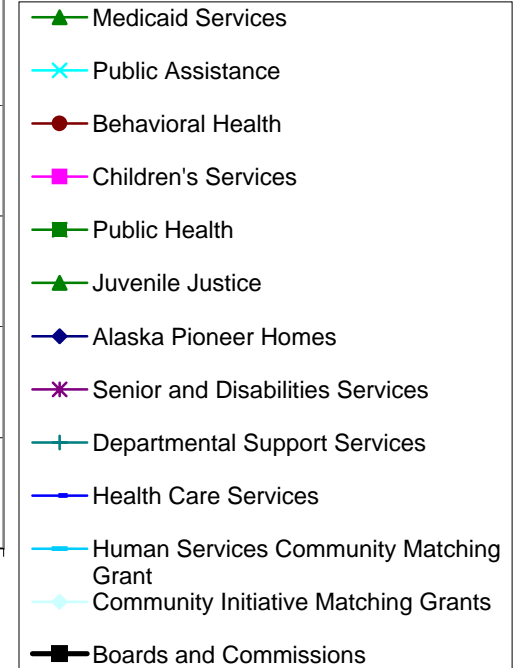 Medicaid Services
Public Assistance
Behavioral Health
Children's Services
Public Health
Juvenile Justice
Alaska Pioneer Homes
Senior and Disabilities Services
Departmental Support Services
Health Care Services
Human Services Community Matching
Grant
Community Initiative Matching Grants
Boards and Commissions